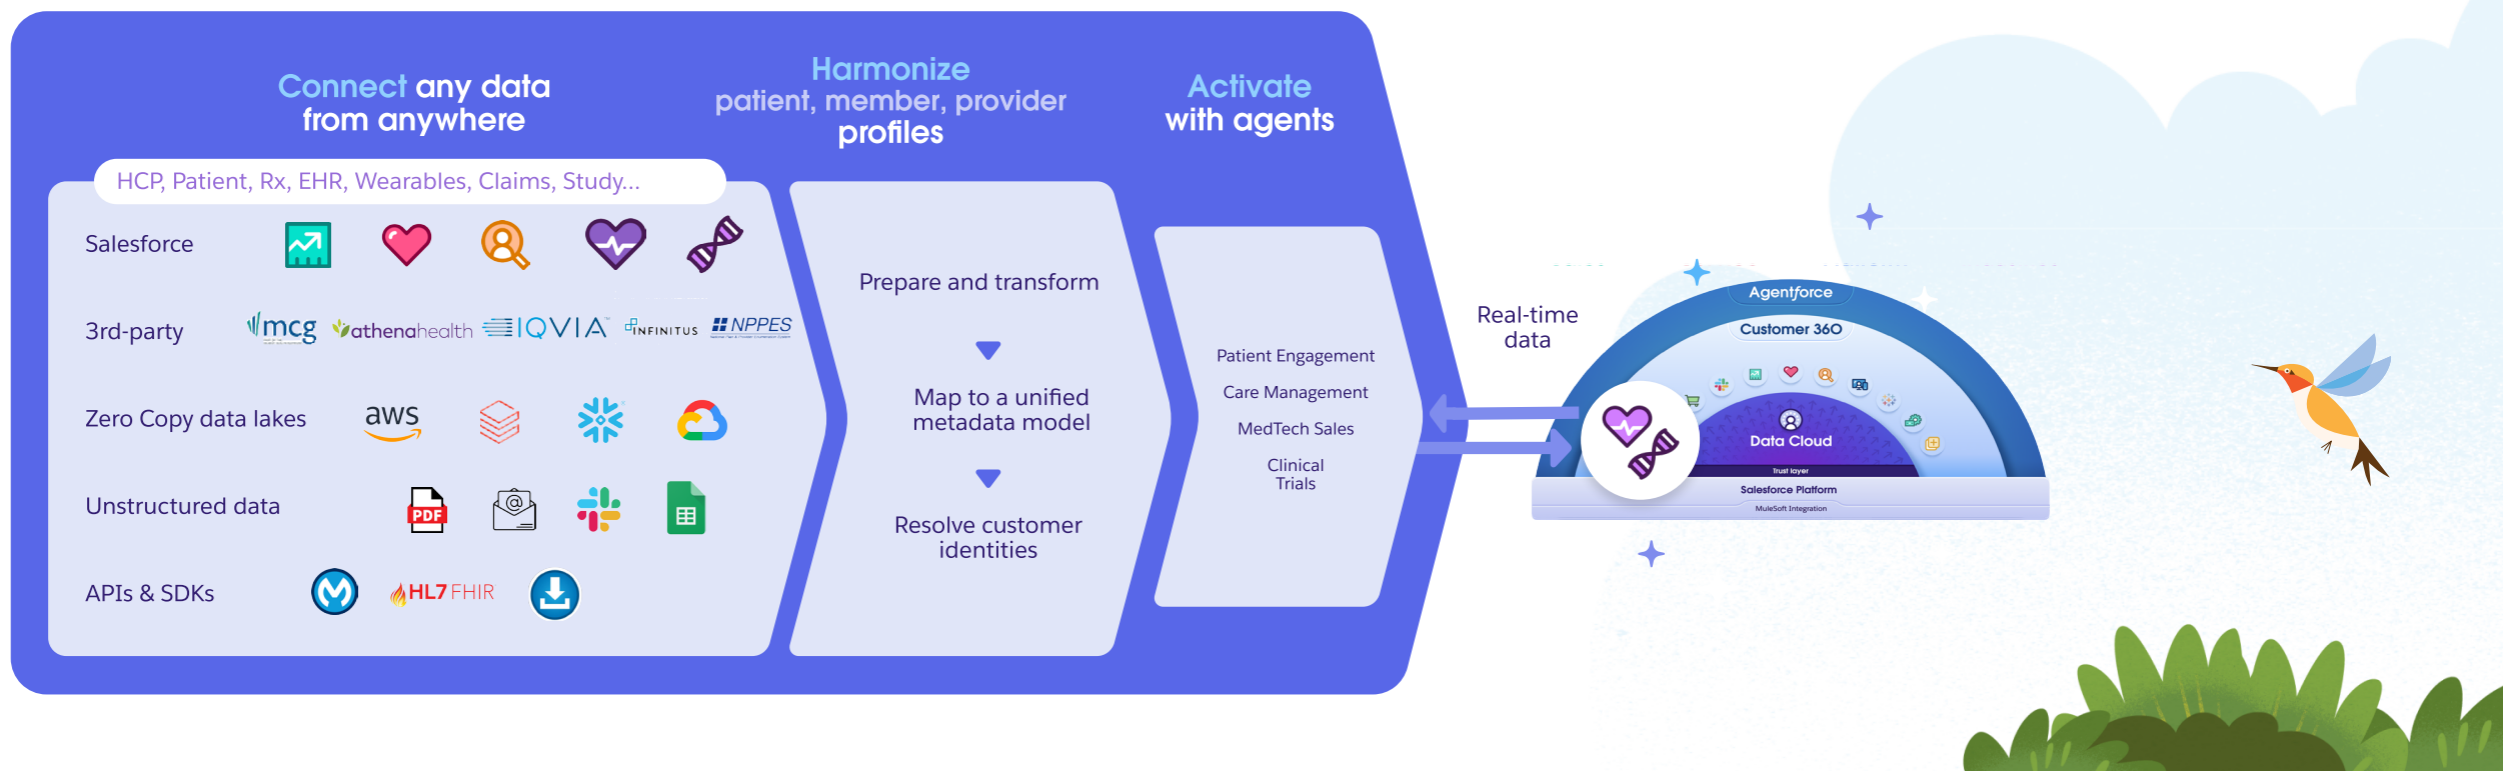 Connect any data
from anywhere
Harmonize
patient, member, provider
profiles
Activate
with agents
HCP, Patient, Rx, EHR, Wearables, Claims, Study...
Salesforce
3rd-party
mcg
athenahealth
IQVIA
INFINITUS
NPPES
Zero Copy data lakes
aws
Unstructured data
PDF
@
APIs & SDKs
HL7 FHIR
Prepare and transform
Map to a unified
metadata model
Resolve customer
identities
Patient Engagement
Care Management
MedTech Sales
Clinical
Trials
Real-time
data
Agentforce
Customer 360
Data Cloud
Trust layer
Salesforce Platform
MuleSoft Integration